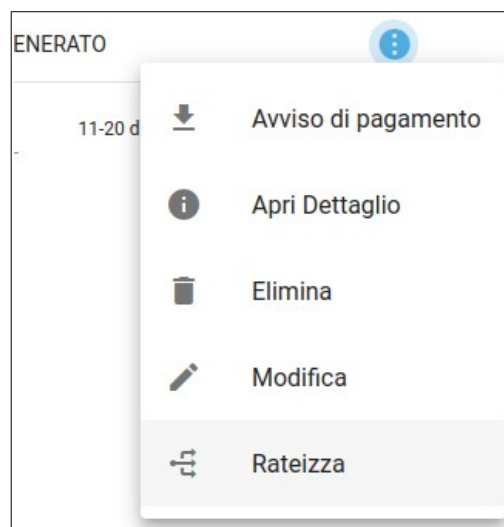 ENERATO
Avviso di pagamento
11-20 d
Apri Dettaglio
Elimina
Modifica
Rateizza